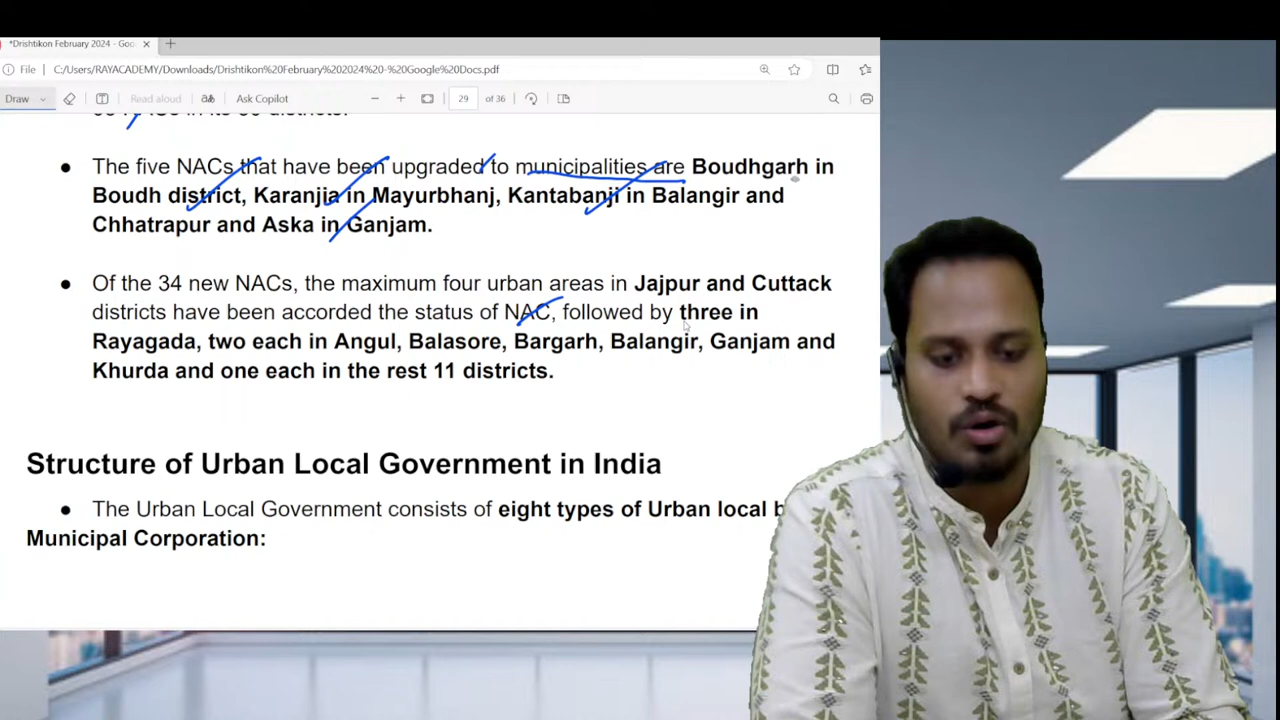 *Drishtikon February 2024 - Goo
File C:/Users/RAYACADEMY/Downloads/Drishtikon%20February%202024%20-%20Google%20Docs.pdf
Draw Read aloud Ask Copilot 29 of 36
in its 30 districts.
The five NACs that have been upgraded to municipalities are Boudhgarh in
Boudh district, Karanjia in Mayurbhanj, Kantabanji in Balangir and
Chhatrapur and Aska in Ganjam.
Of the 34 new NACs, the maximum four urban areas in Jajpur and Cuttack
districts have been accorded the status of NAC, followed by three in
Rayagada, two each in Angul, Balasore, Bargarh, Balangir, Ganjam and
Khurda and one each in the rest 11 districts.
Structure of Urban Local Government in India
The Urban Local Government consists of eight types of Urban local b
Municipal Corporation: